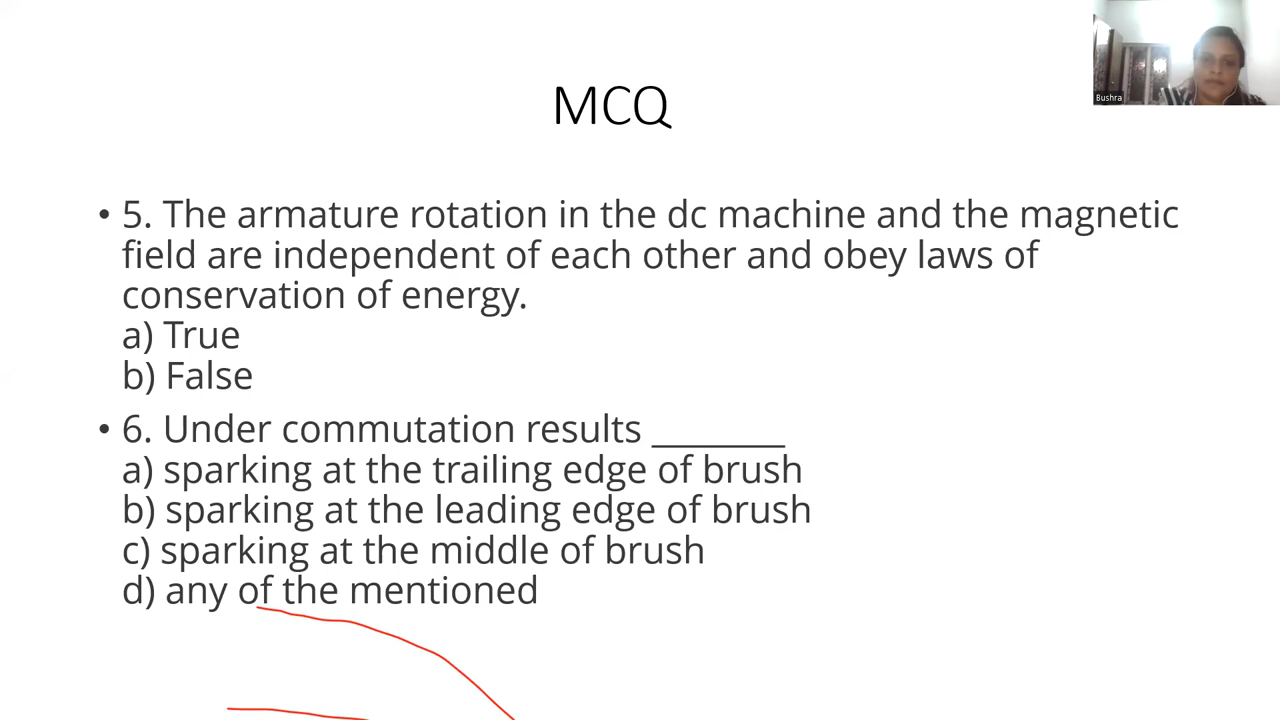 Bushra
MCQ
• 5. The armature rotation in the dc machine and the magnetic
field are independent of each other and obey laws of
conservation of energy.
a) True
b) False
• 6. Under commutation results ________
a) sparking at the trailing edge of brush
b) sparking at the leading edge of brush
c) sparking at the middle of brush
d) any of the mentioned